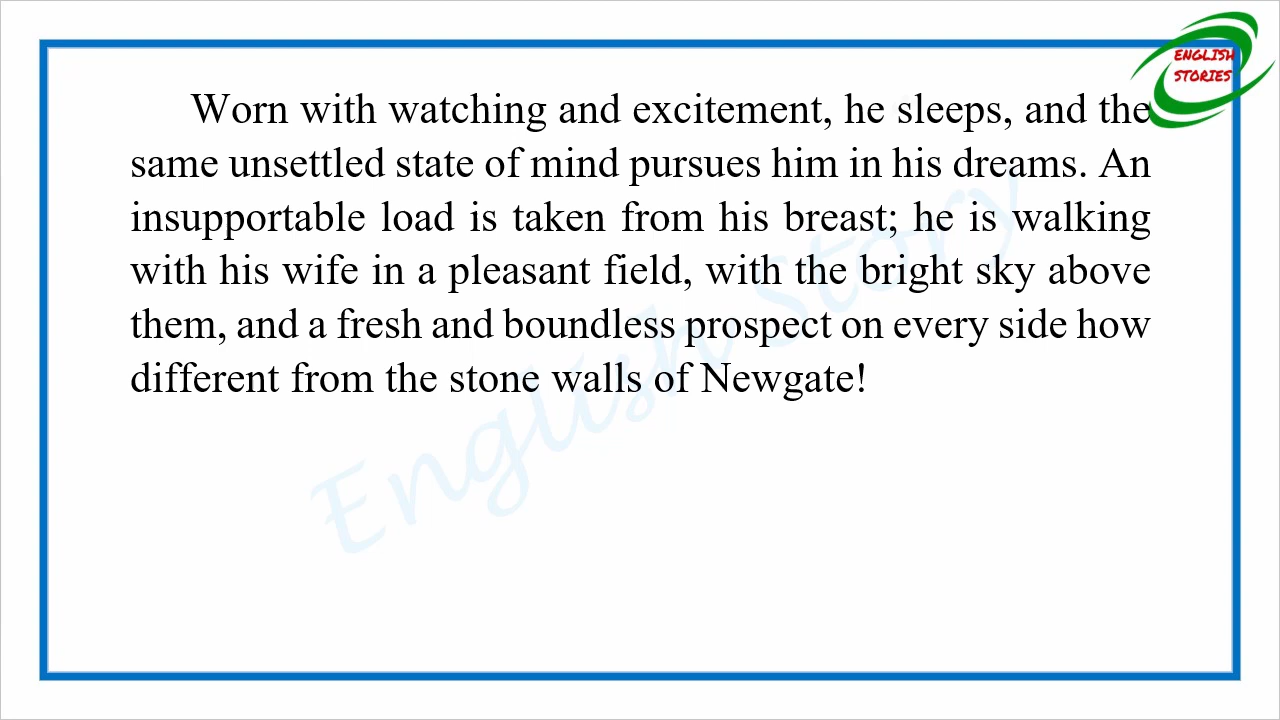 ENGLISH
STORIES
Worn with watching and excitement, he sleeps, and the
same unsettled state of mind pursues him in his dreams. An
insupportable load is taken from his breast; he is walking
with his wife in a pleasant field, with the bright sky above
them, and a fresh and boundless prospect on every side how
different from the stone walls of Newgate!
English Story